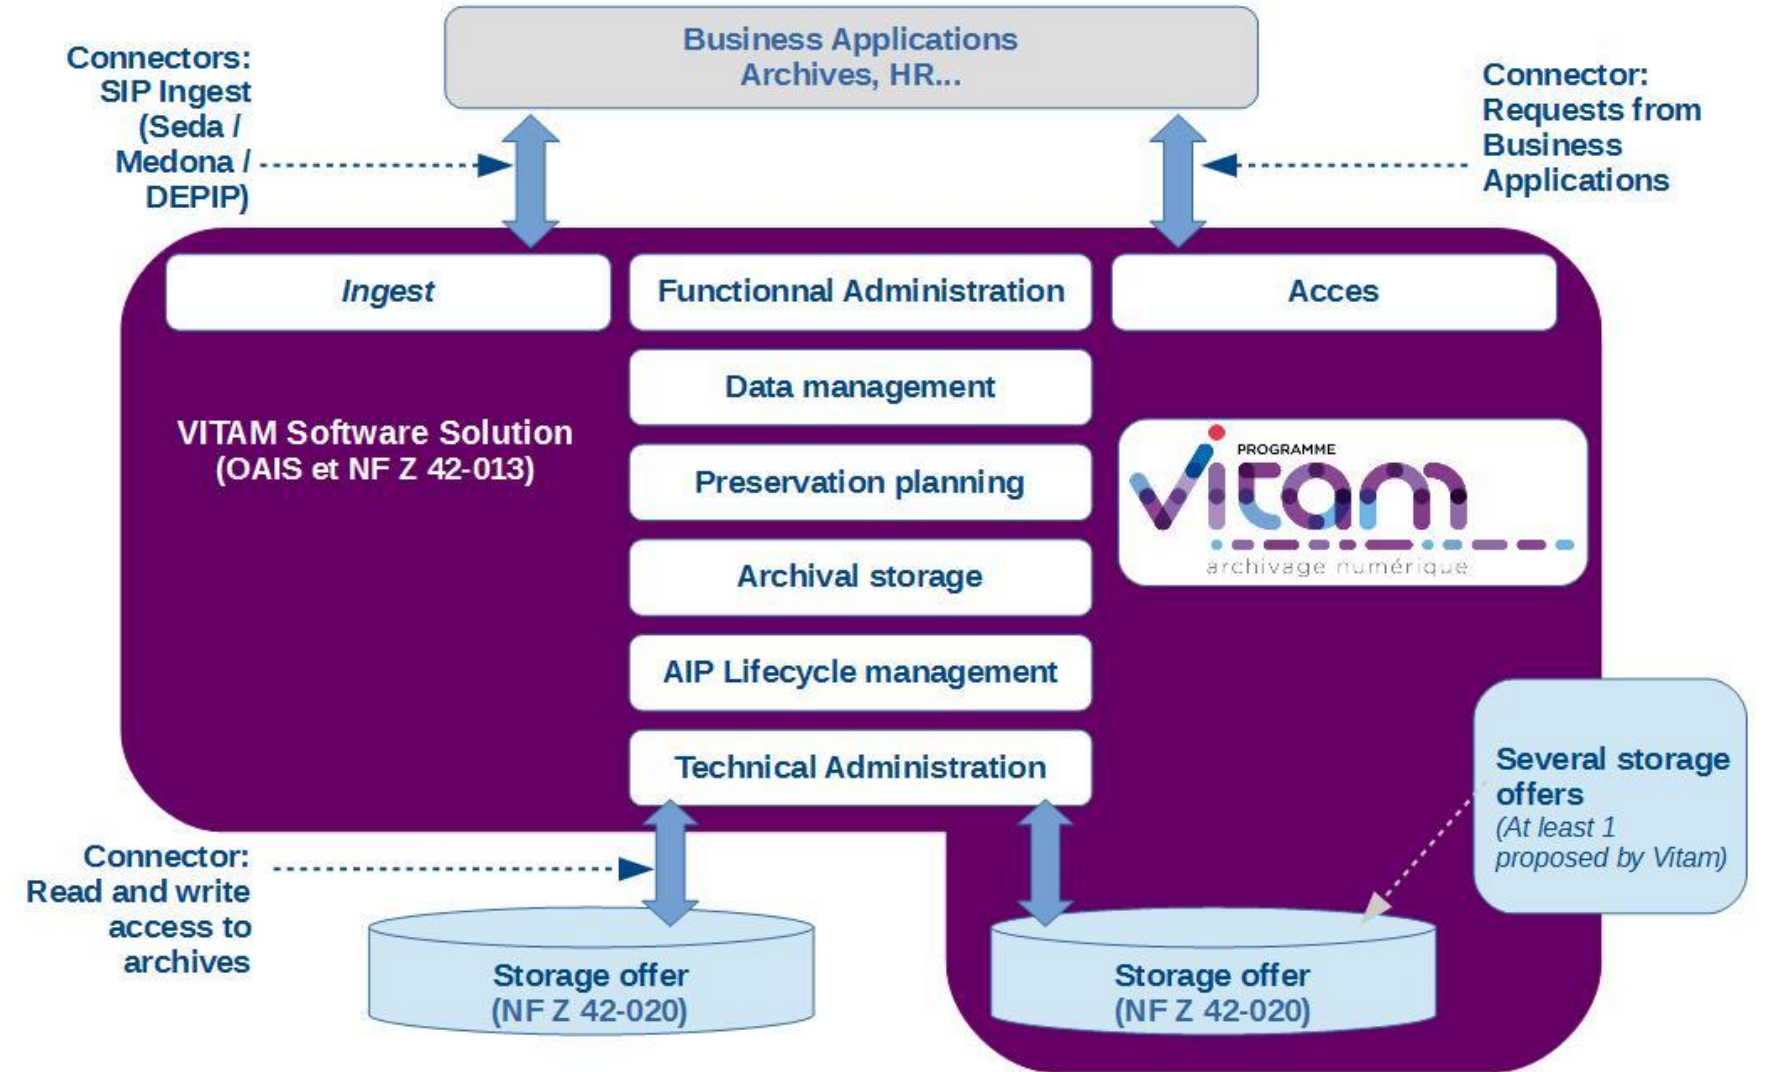 Business Applications
Archives, HR...
Connectors:
SIP Ingest
(Seda /
Medona /
DEPIP)
Connector:
Requests from
Business
Applications
Ingest
Functionnal Administration
Acces
Data management
VITAM Software Solution
(OAIS et NF Z 42-013)
Preservation planning
PROGRAMME
vitam
archivage numérique
Archival storage
AIP Lifecycle management
Technical Administration
Several storage
offers
(At least 1
proposed by Vitam)
Connector:
Read and write
access to
archives
Storage offer
(NF Z 42-020)
Storage offer
(NF Z 42-020)